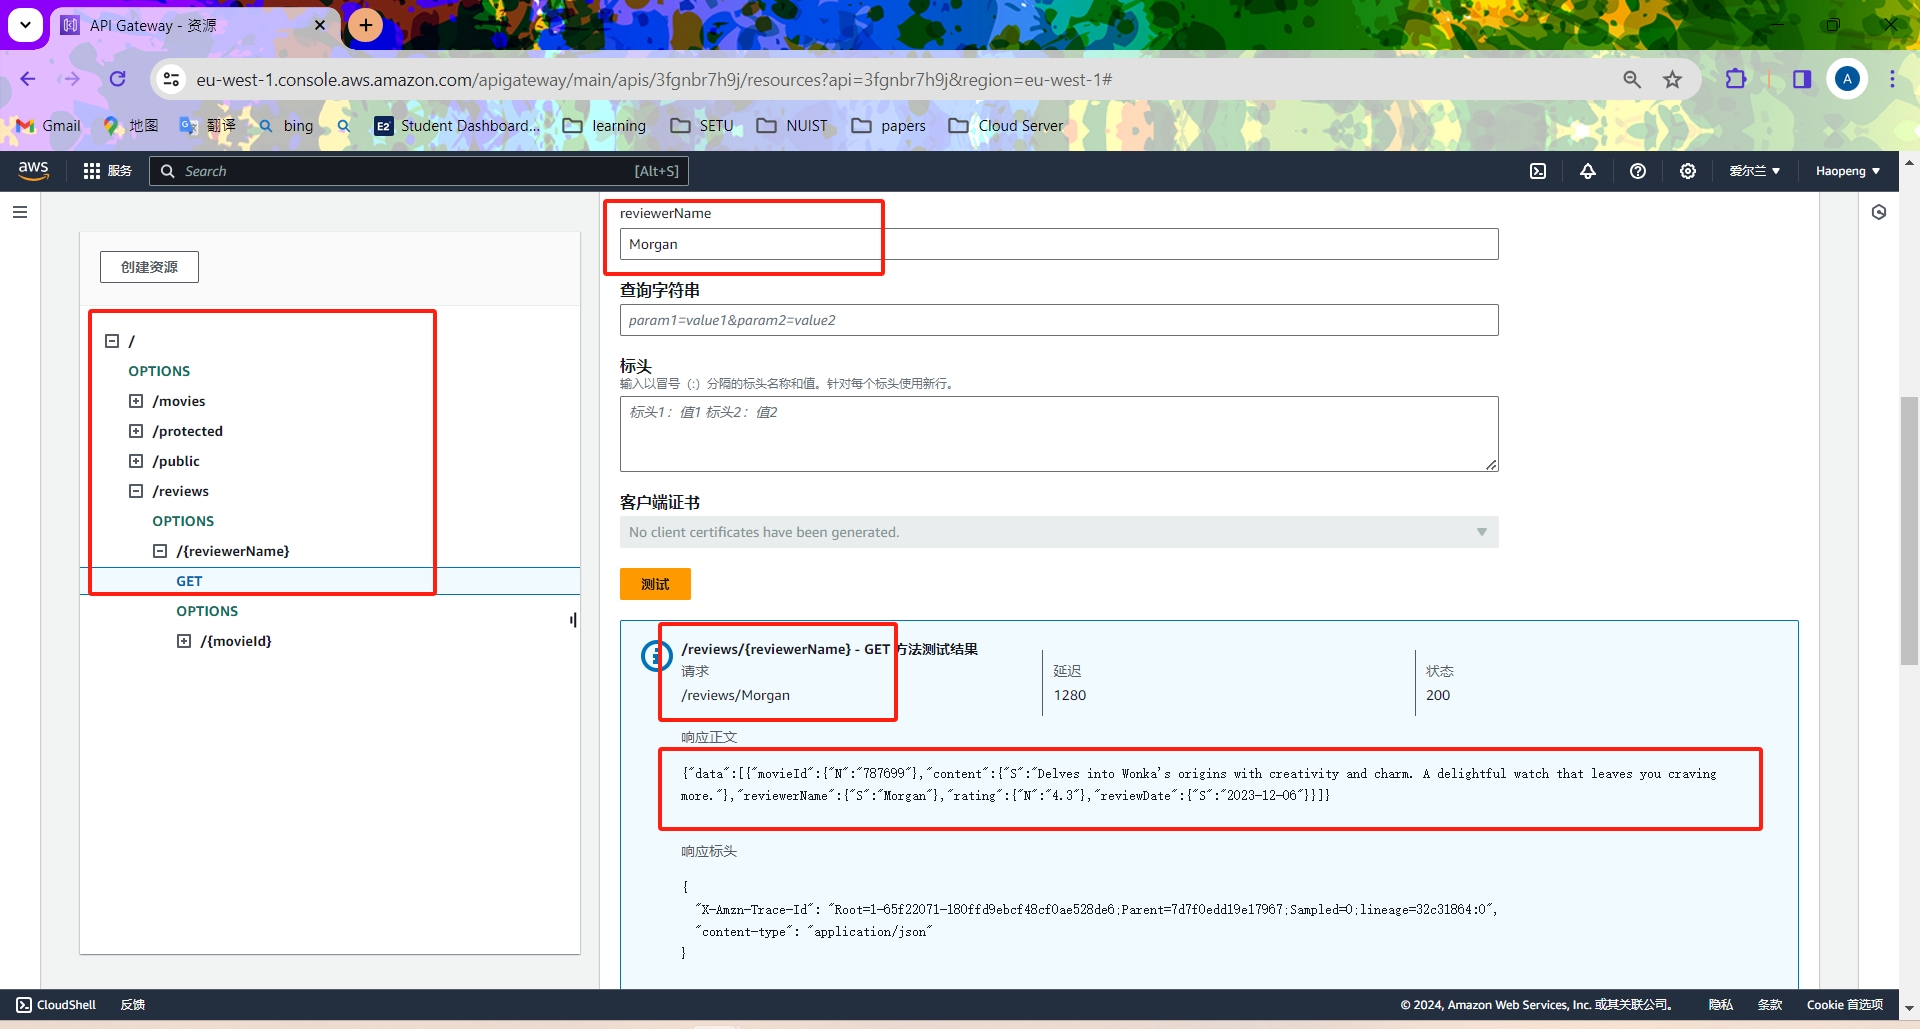 API Gateway - 资源
eu-west-1.console.aws.amazon.com/apigateway/main/apis/3fgnbr7h9j/resources?api=3fgnbr7h9j&region=eu-west-1#
A
Gmail 地图 翻译 bing E2 Student Dashboard... learning SETU NUIST papers Cloud Server
aws 服务 Search [Alt+S] 爱尔兰 Haopeng
创建资源
/
OPTIONS
/movies
/protected
/public
/reviews
OPTIONS
/{reviewerName}
GET
OPTIONS
/{movieId}
reviewerName
Morgan
查询字符串
param1=value1&param2=value2
标头
输入以冒号（:）分隔的标头名称和值。针对每个标头使用新行。
标头1：值1 标头2：值2
客户端证书
No client certificates have been generated.
测试
/reviews/{reviewerName} - GET 方法测试结果
请求
/reviews/Morgan
延迟
1280
状态
200
响应正文
{"data":[{"movieId":{"N":"787699"},"content":{"S":"Delves into Wonka's origins with creativity and charm. A delightful watch that leaves you craving
more."},"reviewerName":{"S":"Morgan"},"rating":{"N":"4.3"},"reviewDate":{"S":"2023-12-06"}}]}
响应标头
{
"X-Amzn-Trace-Id": "Root=1-65f22071-180ffd9ebcf48cf0ae528de6;Parent=7d7f0edd19e17967;Sampled=0;lineage=32c31864:0",
"content-type": "application/json"
}
CloudShell 反馈 © 2024, Amazon Web Services, Inc. 或其关联公司。 隐私 条款 Cookie 首选项